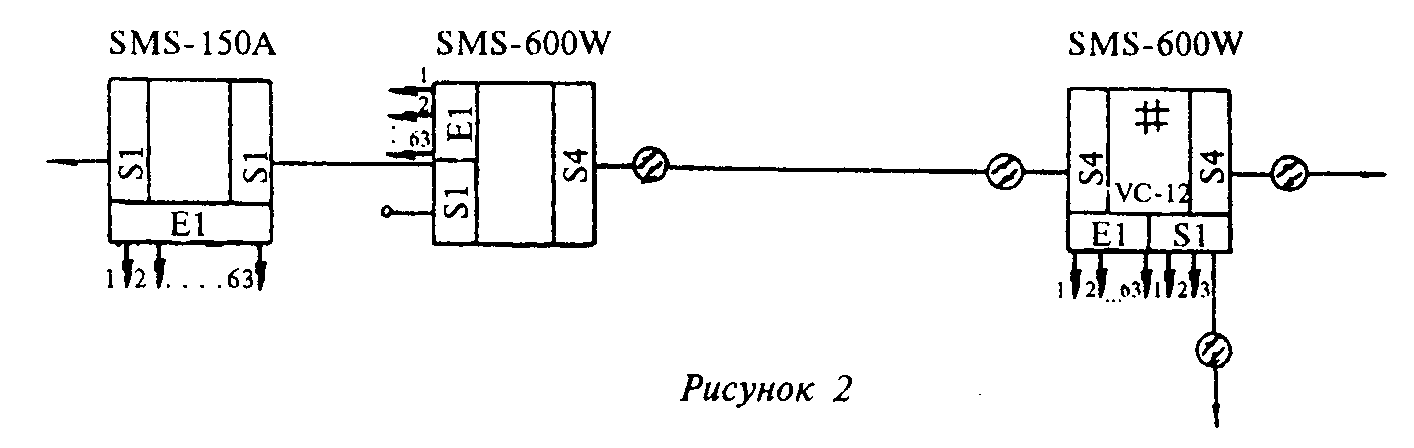 SMS-150A
SMS-600W
SMS-600W
S1
S1
E1
1 2 ....63
1
2
..
63
E1
S1
S4
S4
#
VC-12
S4
E1
S1
1 2...63 1 2 3
Рисунок 2